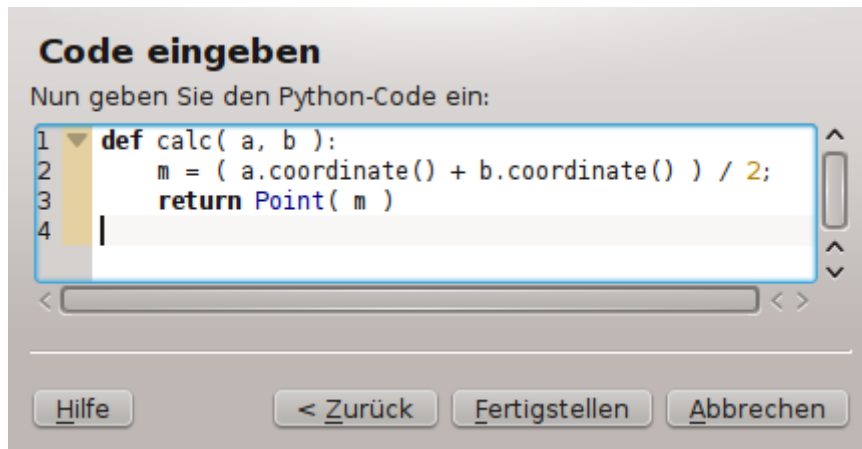 Code eingeben
Nun geben Sie den Python-Code ein:
1 def calc( a, b ):
2     m = ( a.coordinate() + b.coordinate() ) / 2;
3     return Point( m )
4
Hilfe < Zurück Fertigstellen Abbrechen